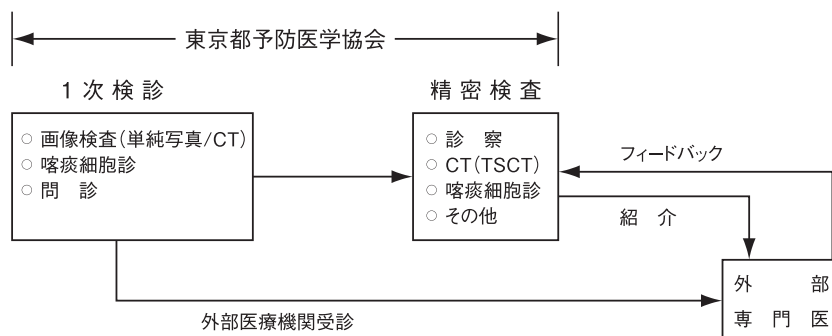 東京都予防医学協会
1次検診
精密検査
○ 画像検査(単純写真/CT)
○ 喀痰細胞診
○ 問 診
○ 診 察
○ CT(TSCT)
○ 喀痰細胞診
○ その他
フィードバック
紹 介
外 部
専 門 医
外部医療機関受診